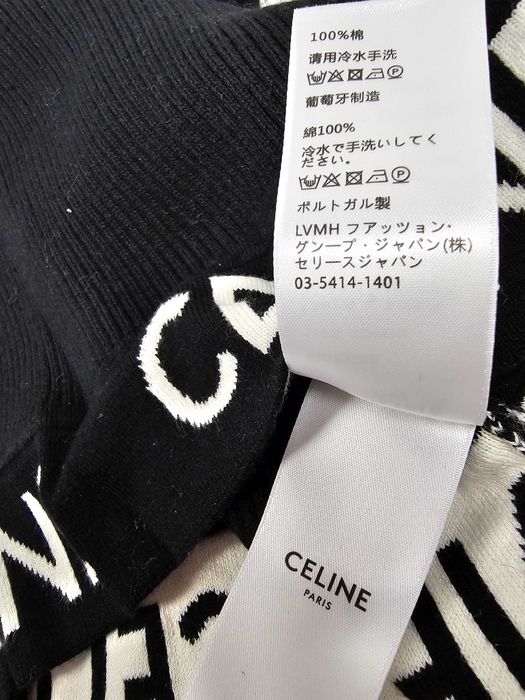 100%棉
请用冷水手洗
葡萄牙制造
綿100%
冷水で手洗いしてく
ださい。
ポルトガル製
LVMH フアッツョン・
グンープ・ジャパン(株)
セリースジャパン
03-5414-1401
CA
N
CELINE
PARIS